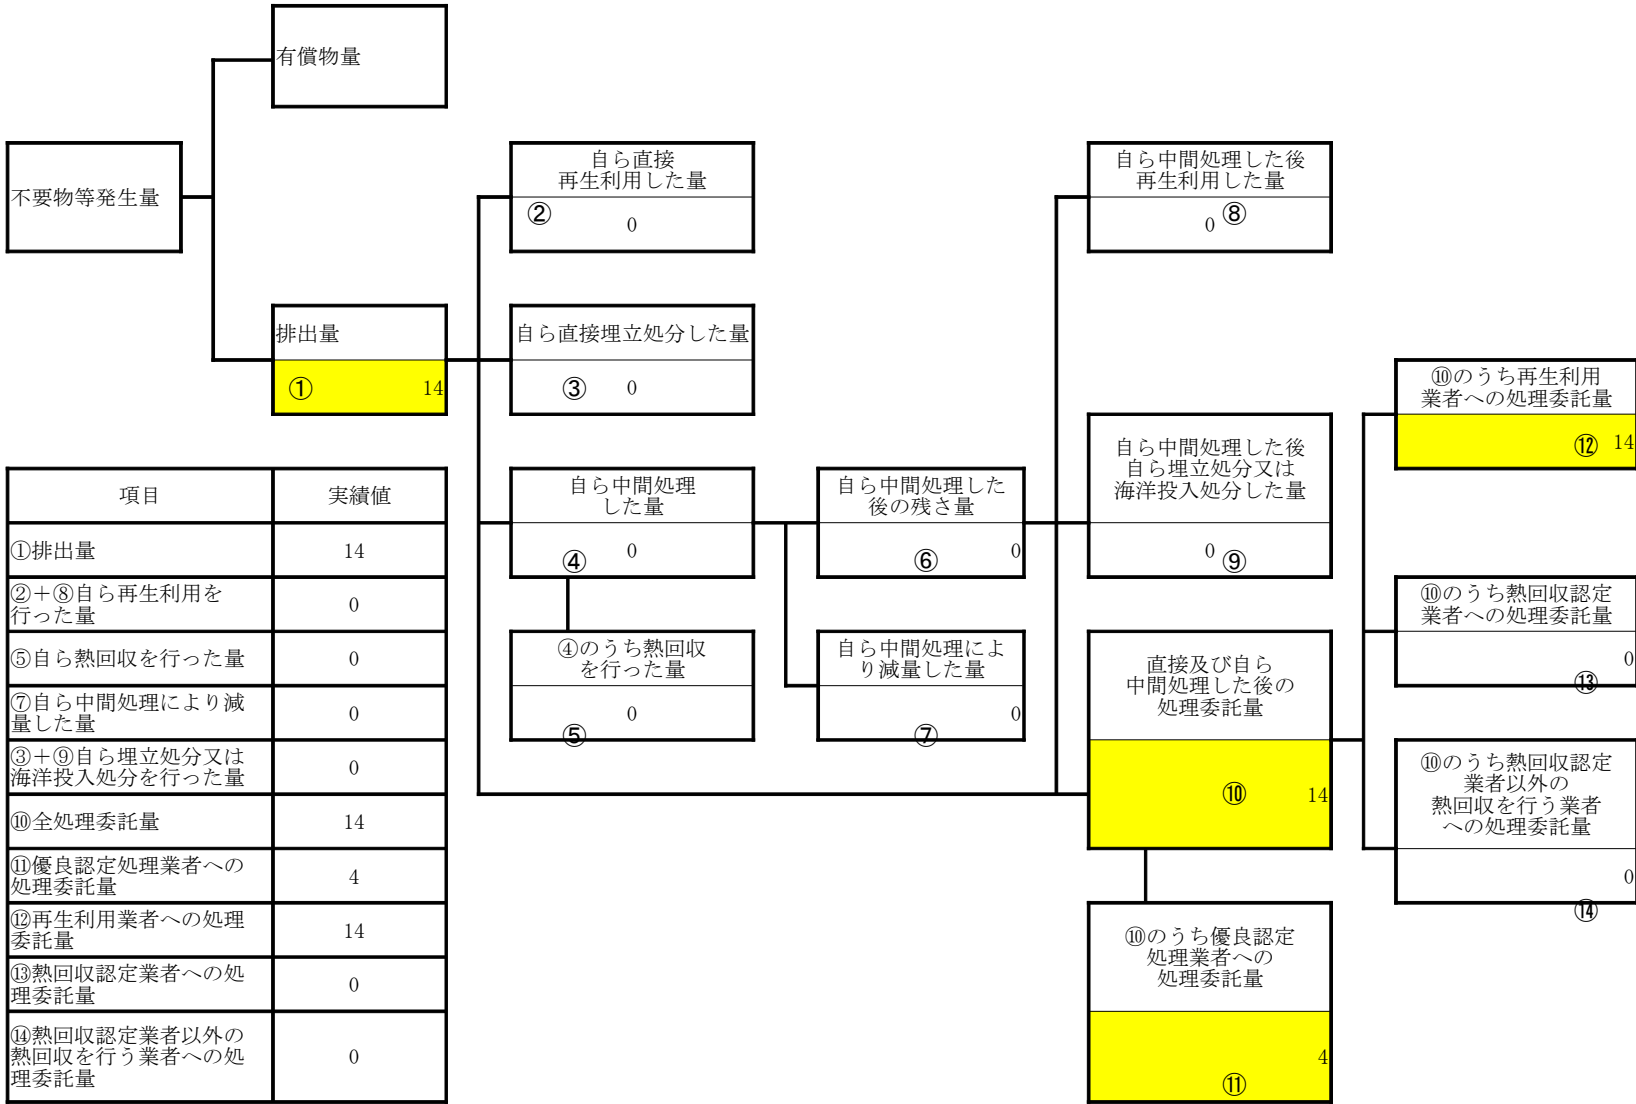 有償物量
不要物等発生量
排出量
① 14
自ら直接
再生利用した量
② 0
自ら直接埋立処分した量
③ 0
自ら中間処理
した量
④ 0
④のうち熱回収
を行った量
⑤ 0
自ら中間処理した
後の残さ量
⑥ 0
自ら中間処理によ
り減量した量
⑦ 0
自ら中間処理した後
再生利用した量
0 ⑧
自ら中間処理した後
自ら埋立処分又は
海洋投入処分した量
0 ⑨
直接及び自ら
中間処理した後の
処理委託量
⑩ 14
⑩のうち優良認定
処理業者への
処理委託量
4
⑪
⑩のうち再生利用
業者への処理委託量
⑫ 14
⑩のうち熱回収認定
業者への処理委託量
0
⑬
⑩のうち熱回収認定
業者以外の
熱回収を行う業者
への処理委託量
0
⑭
項目 実績値
①排出量 14
②＋⑧自ら再生利用を
行った量 0
⑤自ら熱回収を行った量 0
⑦自ら中間処理により減
量した量 0
③＋⑨自ら埋立処分又は
海洋投入処分を行った量 0
⑩全処理委託量 14
⑪優良認定処理業者への
処理委託量 4
⑫再生利用業者への処理
委託量 14
⑬熱回収認定業者への処
理委託量 0
⑭熱回収認定業者以外の
熱回収を行う業者への処
理委託量 0